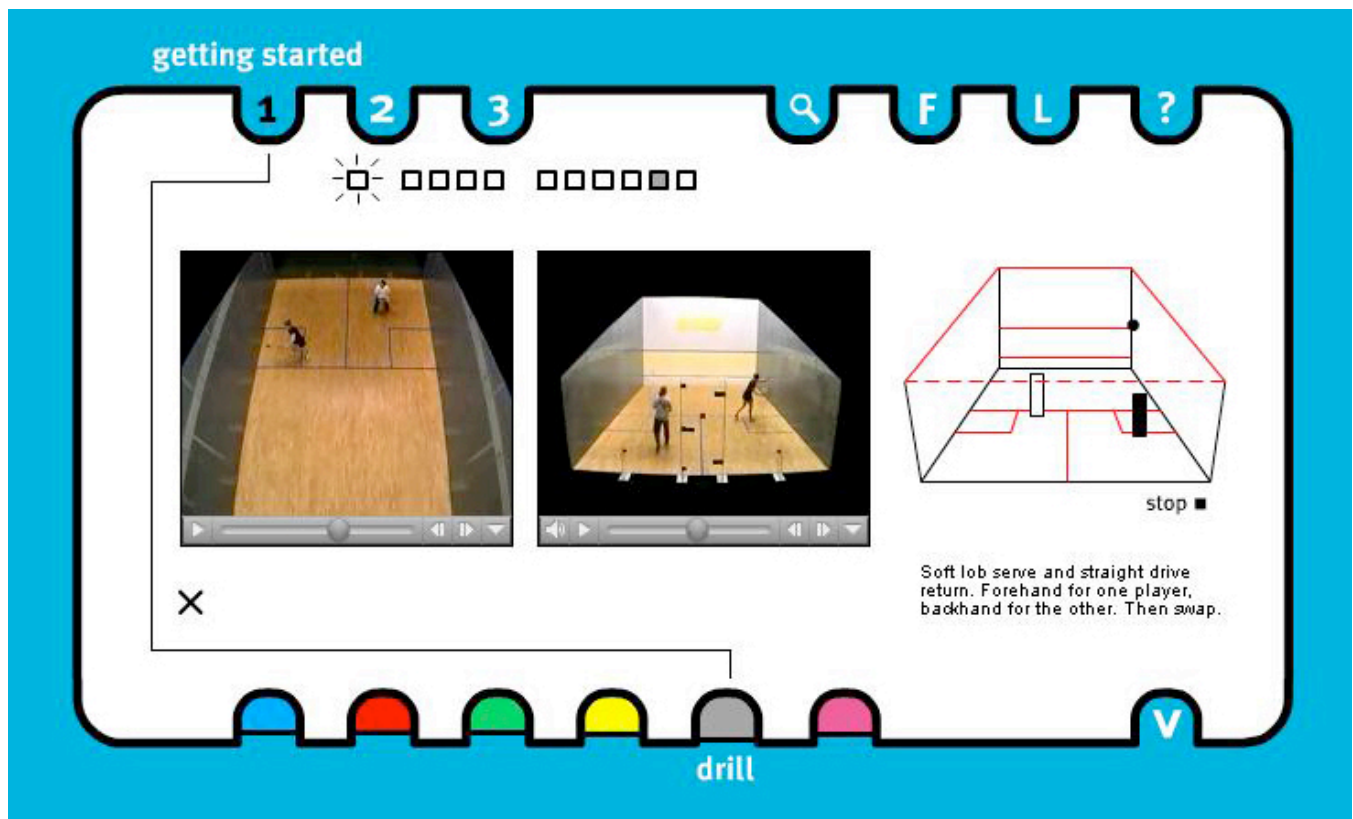 getting started
1 2 3 F L ?
stop
Soft lob serve and straight drive
return. Forehand for one player,
backhand for the other. Then swap.
V
drill